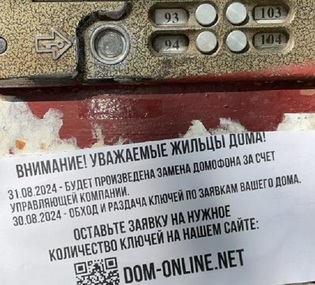 93 103
94 104
ВНИМАНИЕ! УВАЖАЕМЫЕ ЖИЛЬЦЫ ДОМА!
31.08.2024 - БУДЕТ ПРОИЗВЕДЕНА ЗАМЕНА ДОМОФОНА ЗА СЧЕТ
УПРАВЛЯЮЩЕЙ КОМПАНИИ.
30.08.2024 - ОБХОД И РАЗДАЧА КЛЮЧЕЙ ПО ЗАЯВКАМ ВАШЕГО ДОМА.
ОСТАВЬТЕ ЗАЯВКУ НА НУЖНОЕ
КОЛИЧЕСТВО КЛЮЧЕЙ НА НАШЕМ САЙТЕ:
DOM-ONLINE.NET